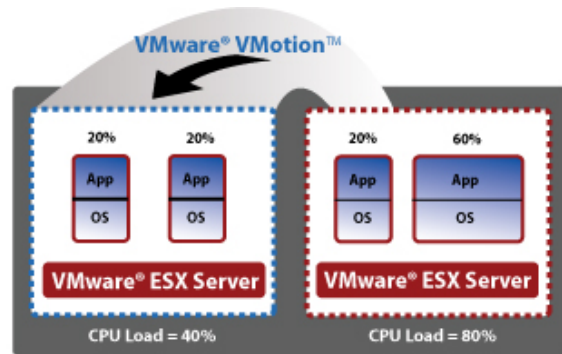 VMware® VMotion™
20% 20%
App App
OS OS
VMware® ESX Server
CPU Load = 40%
20% 60%
App App
OS OS
VMware® ESX Server
CPU Load = 80%